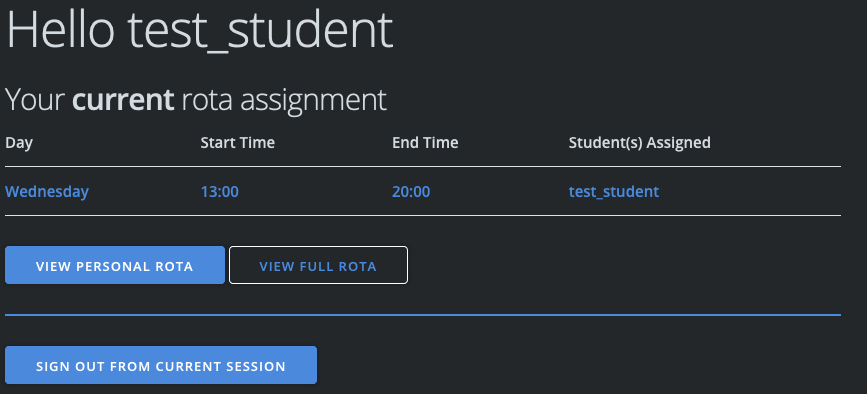 Hello test_student
Your current rota assignment
Day Start Time End Time Student(s) Assigned
Wednesday 13:00 20:00 test_student
VIEW PERSONAL ROTA VIEW FULL ROTA
SIGN OUT FROM CURRENT SESSION